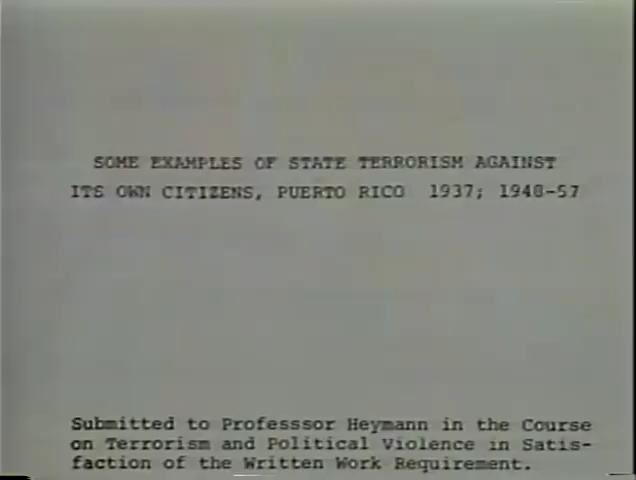 SOME EXAMPLES OF STATE TERRORISM AGAINST
ITS OWN CITIZENS, PUERTO RICO 1937; 1948-57
Submitted to Professsor Heymann in the Course
on Terrorism and Political Violence in Satis-
faction of the Written Work Requirement.